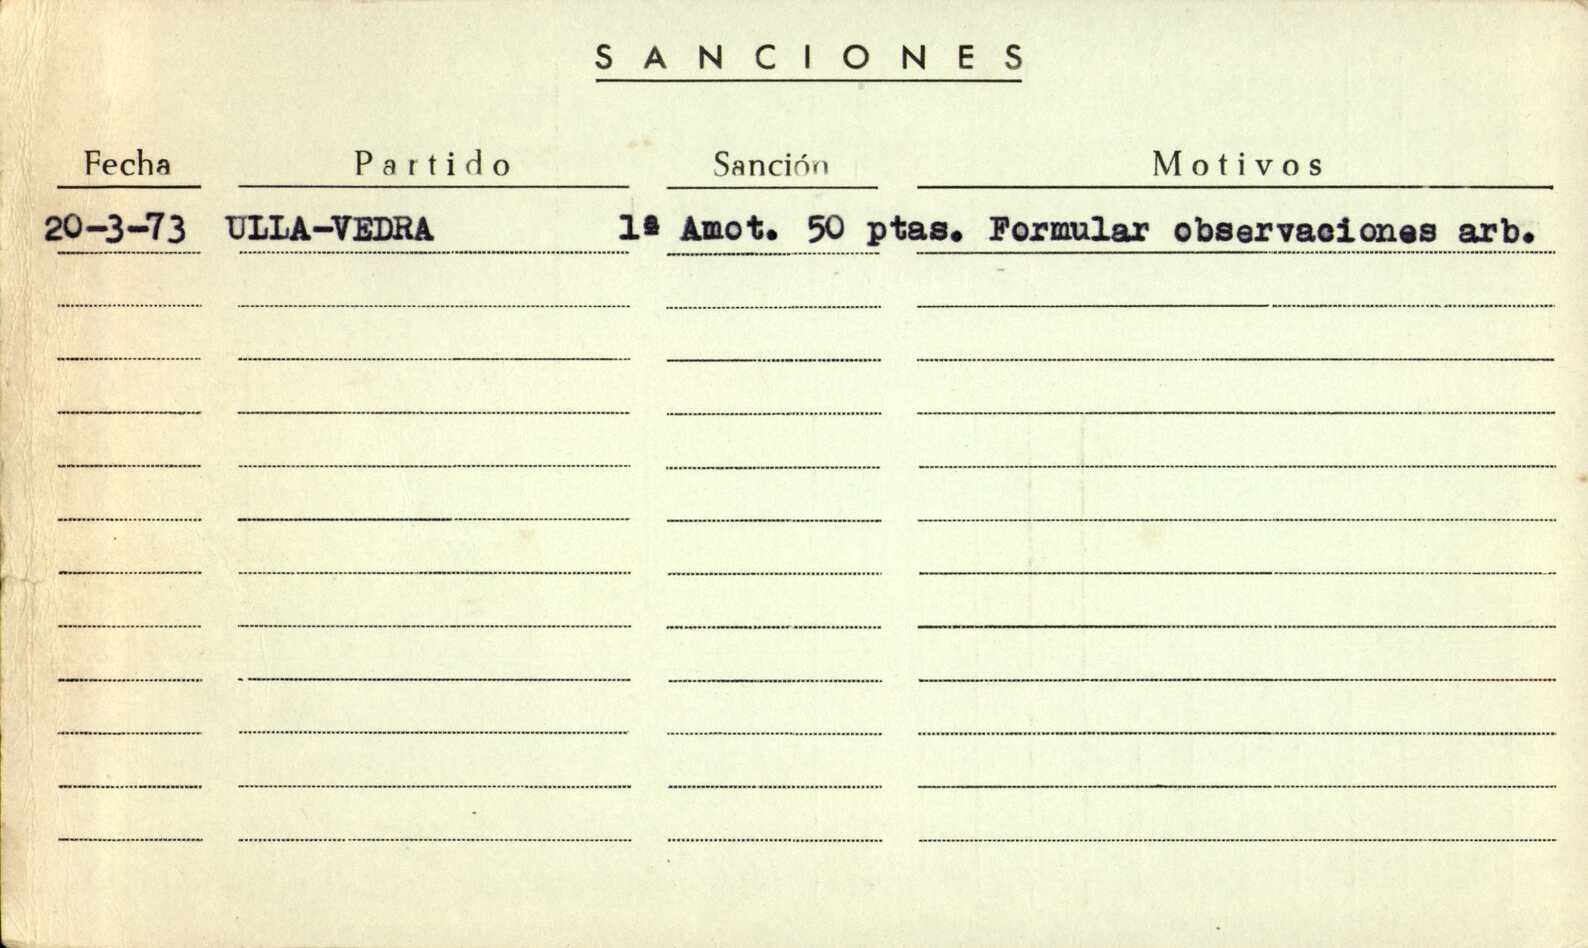 SANCIONES
Fecha Partido Sanción Motivos
20-3-73 ULLA-VEDRA 1ª Amot. 50 ptas. Formular observaciones arb.